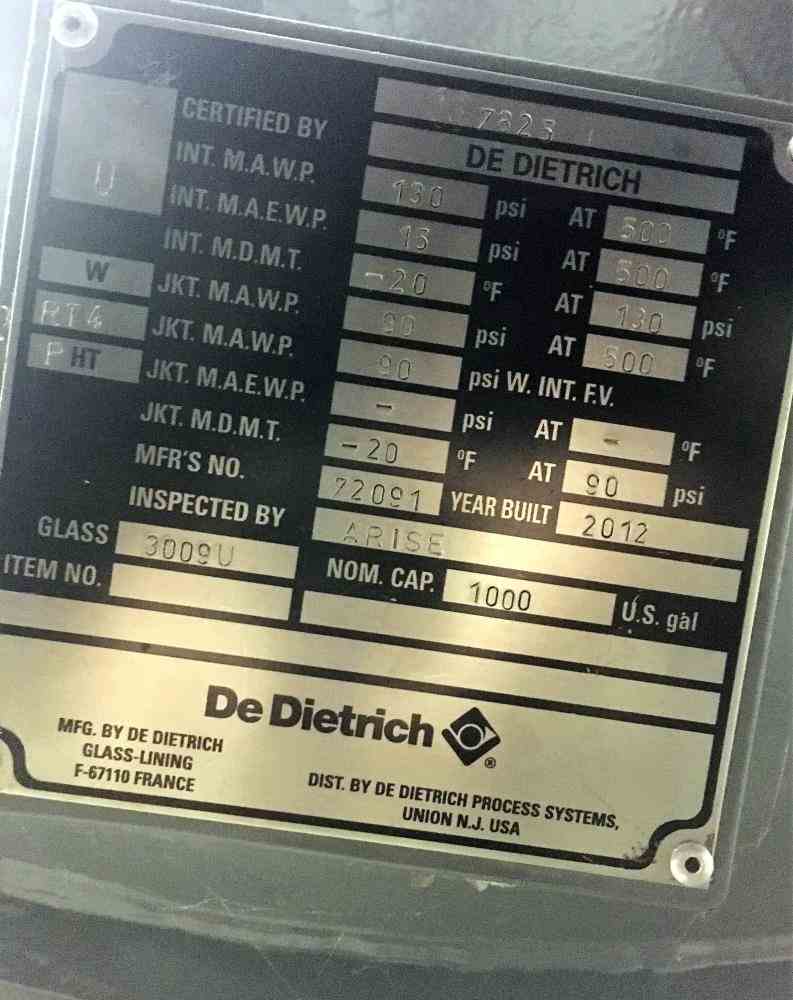 7823
CERTIFIED BY DE DIETRICH
U
INT. M.A.W.P. 130 psi AT 500 °F
INT. M.A.E.W.P. 15 psi AT 500 °F
INT. M.D.M.T. -20 °F AT 130 psi
W
JKT. M.A.W.P. 90 psi AT 500 °F
RT4
JKT. M.A.W.P. 90 psi W. INT. F.V.
P HT
JKT. M.A.E.W.P. - psi AT - °F
JKT. M.D.M.T. -20 °F AT 90 psi
MFR'S NO. 22091 YEAR BUILT 2012
INSPECTED BY ARISE
GLASS 3009U NOM. CAP. 1000 U.S. gal
ITEM NO.
De Dietrich ®
MFG. BY DE DIETRICH
GLASS-LINING
F-67110 FRANCE
DIST. BY DE DIETRICH PROCESS SYSTEMS,
UNION N.J. USA